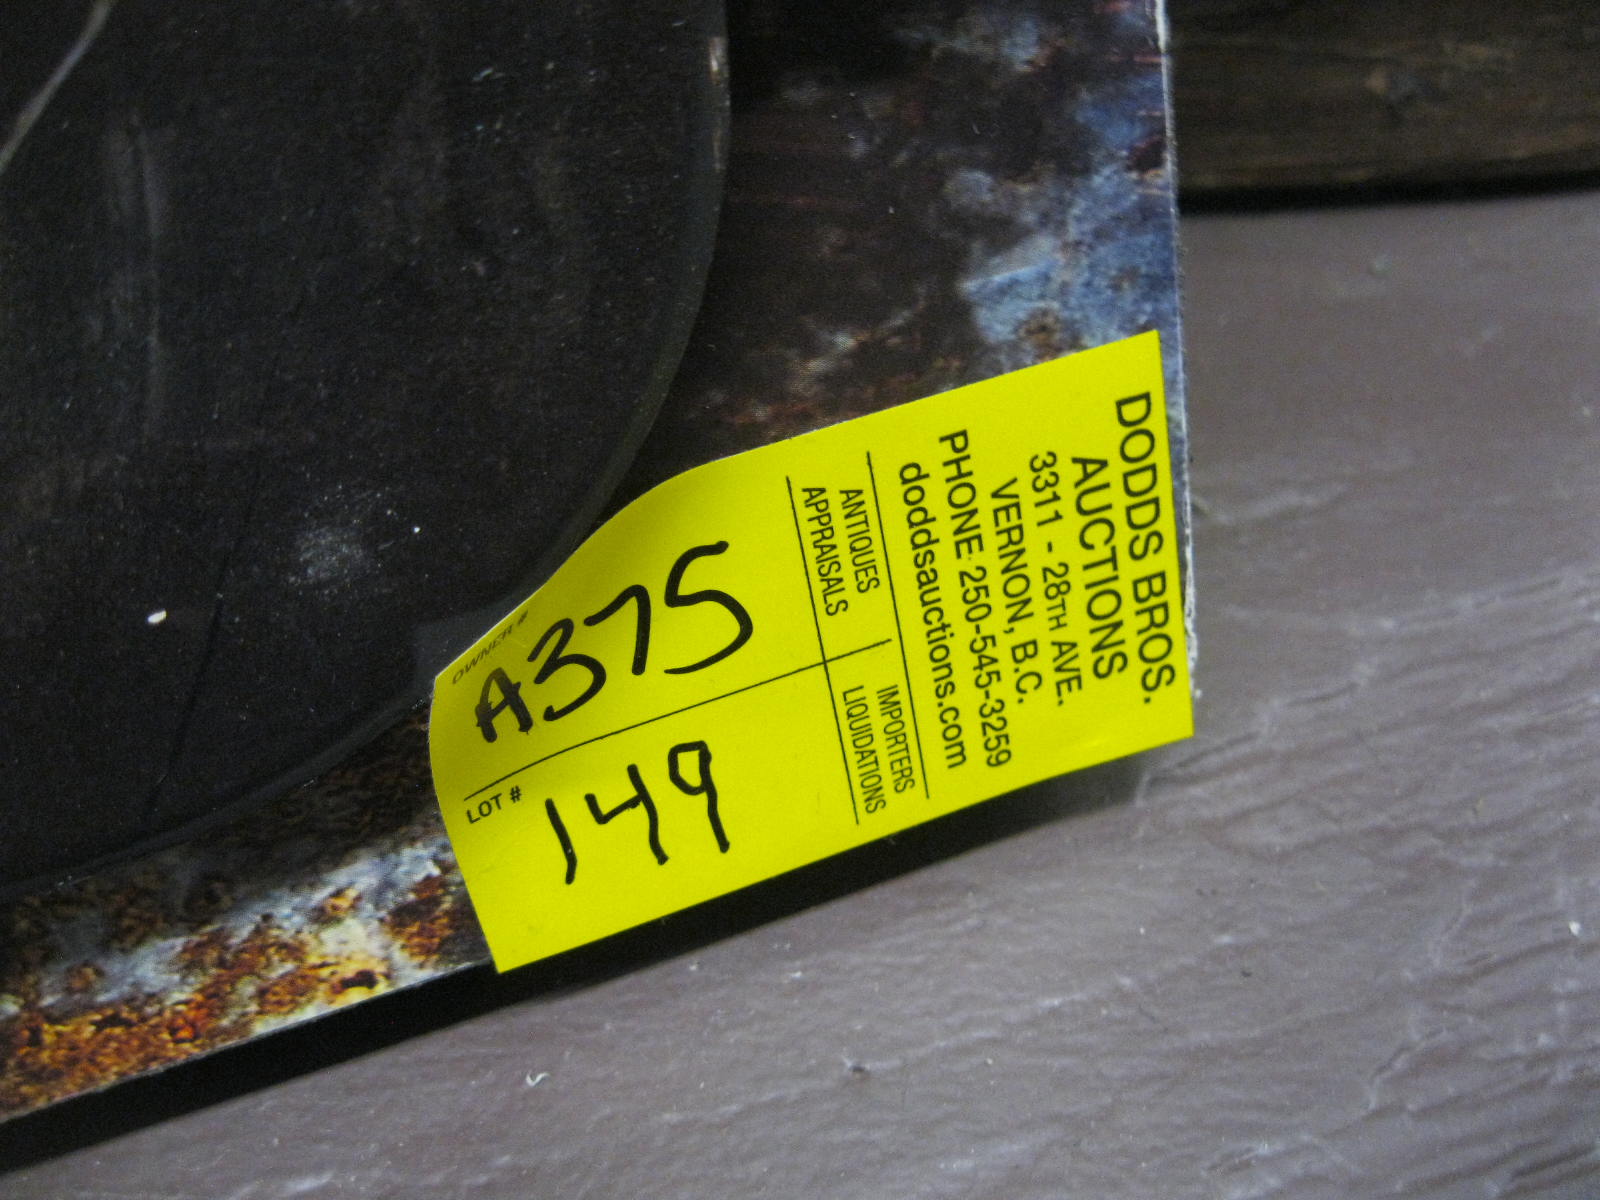 DODDS BROS.
AUCTIONS
3311 - 28TH AVE.
VERNON, B.C.
PHONE: 250-545-3259
doddsauctions.com
ANTIQUES
APPRAISALS
IMPORTERS
LIQUIDATIONS
OWNER #
A375
LOT #
149